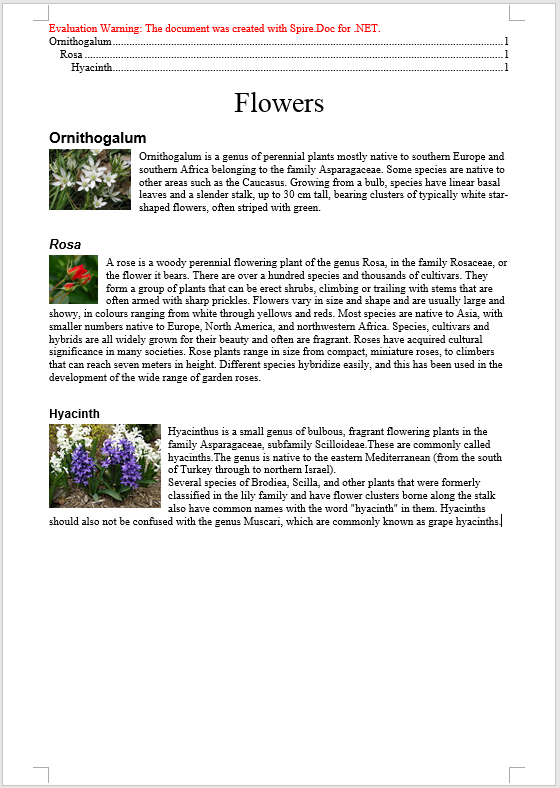 Evaluation Warning: The document was created with Spire.Doc for .NET.
Ornithogalum........................................................................................................................................1
Rosa ........................................................................................................................................1
Hyacinth........................................................................................................................................1
Flowers
Ornithogalum
Ornithogalum is a genus of perennial plants mostly native to southern Europe and
southern Africa belonging to the family Asparagaceae. Some species are native to
other areas such as the Caucasus. Growing from a bulb, species have linear basal
leaves and a slender stalk, up to 30 cm tall, bearing clusters of typically white star-
shaped flowers, often striped with green.
Rosa
A rose is a woody perennial flowering plant of the genus Rosa, in the family Rosaceae, or
the flower it bears. There are over a hundred species and thousands of cultivars. They
form a group of plants that can be erect shrubs, climbing or trailing with stems that are
often armed with sharp prickles. Flowers vary in size and shape and are usually large and
showy, in colours ranging from white through yellows and reds. Most species are native to Asia, with
smaller numbers native to Europe, North America, and northwestern Africa. Species, cultivars and
hybrids are all widely grown for their beauty and often are fragrant. Roses have acquired cultural
significance in many societies. Rose plants range in size from compact, miniature roses, to climbers
that can reach seven meters in height. Different species hybridize easily, and this has been used in the
development of the wide range of garden roses.
Hyacinth
Hyacinthus is a small genus of bulbous, fragrant flowering plants in the
family Asparagaceae, subfamily Scilloideae.These are commonly called
hyacinths.The genus is native to the eastern Mediterranean (from the south
of Turkey through to northern Israel).
Several species of Brodiea, Scilla, and other plants that were formerly
classified in the lily family and have flower clusters borne along the stalk
also have common names with the word "hyacinth" in them. Hyacinths
should also not be confused with the genus Muscari, which are commonly known as grape hyacinths.